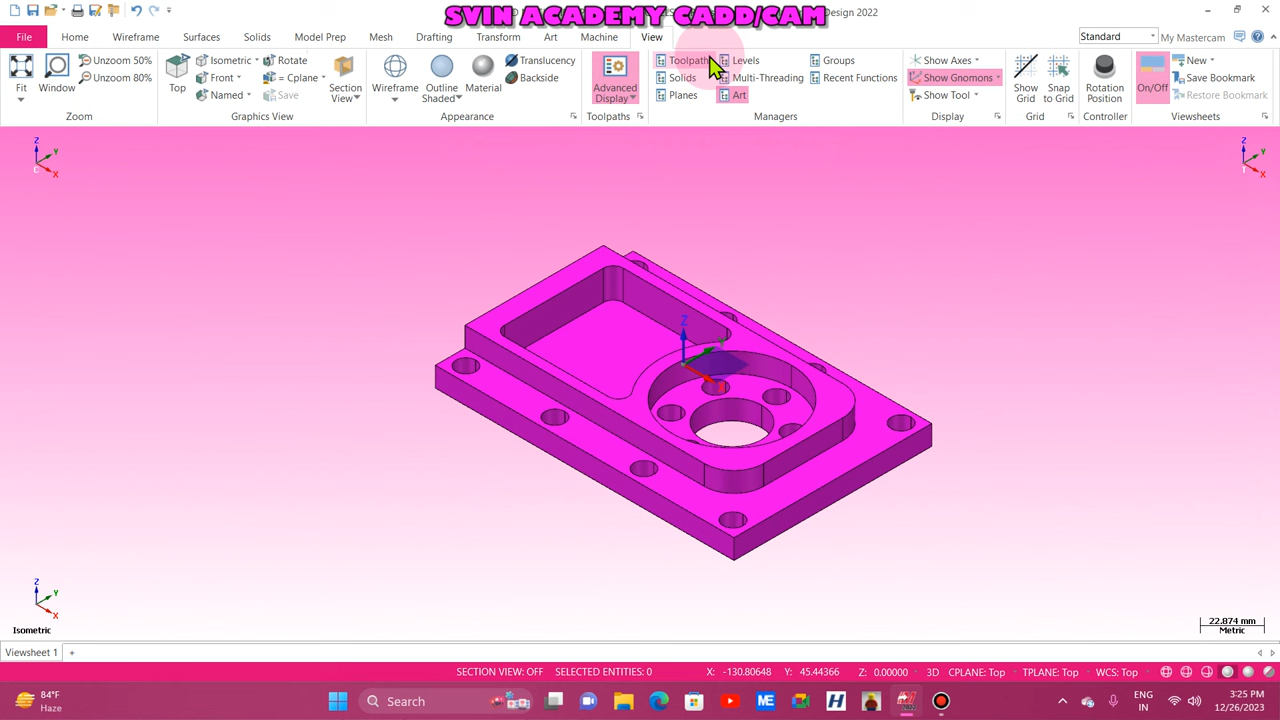 SVIN ACADEMY CADD/CAM
Design 2022
File Home Wireframe Surfaces Solids Model Prep Mesh Drafting Transform Art Machine View Standard My Mastercam
Unzoom 50% Isometric Rotate Translucency Toolpath Levels Groups Show Axes New
Unzoom 80% Front = Cplane Backside Solids Multi-Threading Recent Functions Show Gnomons Save Bookmark
Fit Window Named Save Top Section View Wireframe Outline Shaded Material Advanced Display Planes Art Show Tool Show Grid Snap to Grid Rotation Position On/Off Restore Bookmark
Zoom Graphics View Appearance Toolpaths Managers Display Grid Controller Viewsheets
Z Y X C
Z Y X T
Z
Z Y X
Isometric
22.874 mm
Metric
Viewsheet 1 +
SECTION VIEW: OFF SELECTED ENTITIES: 0 X: -130.80648 Y: 45.44366 Z: 0.00000 3D CPLANE: Top TPLANE: Top WCS: Top
84°F
Haze
Search
ME
H
ENG
IN
3:25 PM
12/26/2023